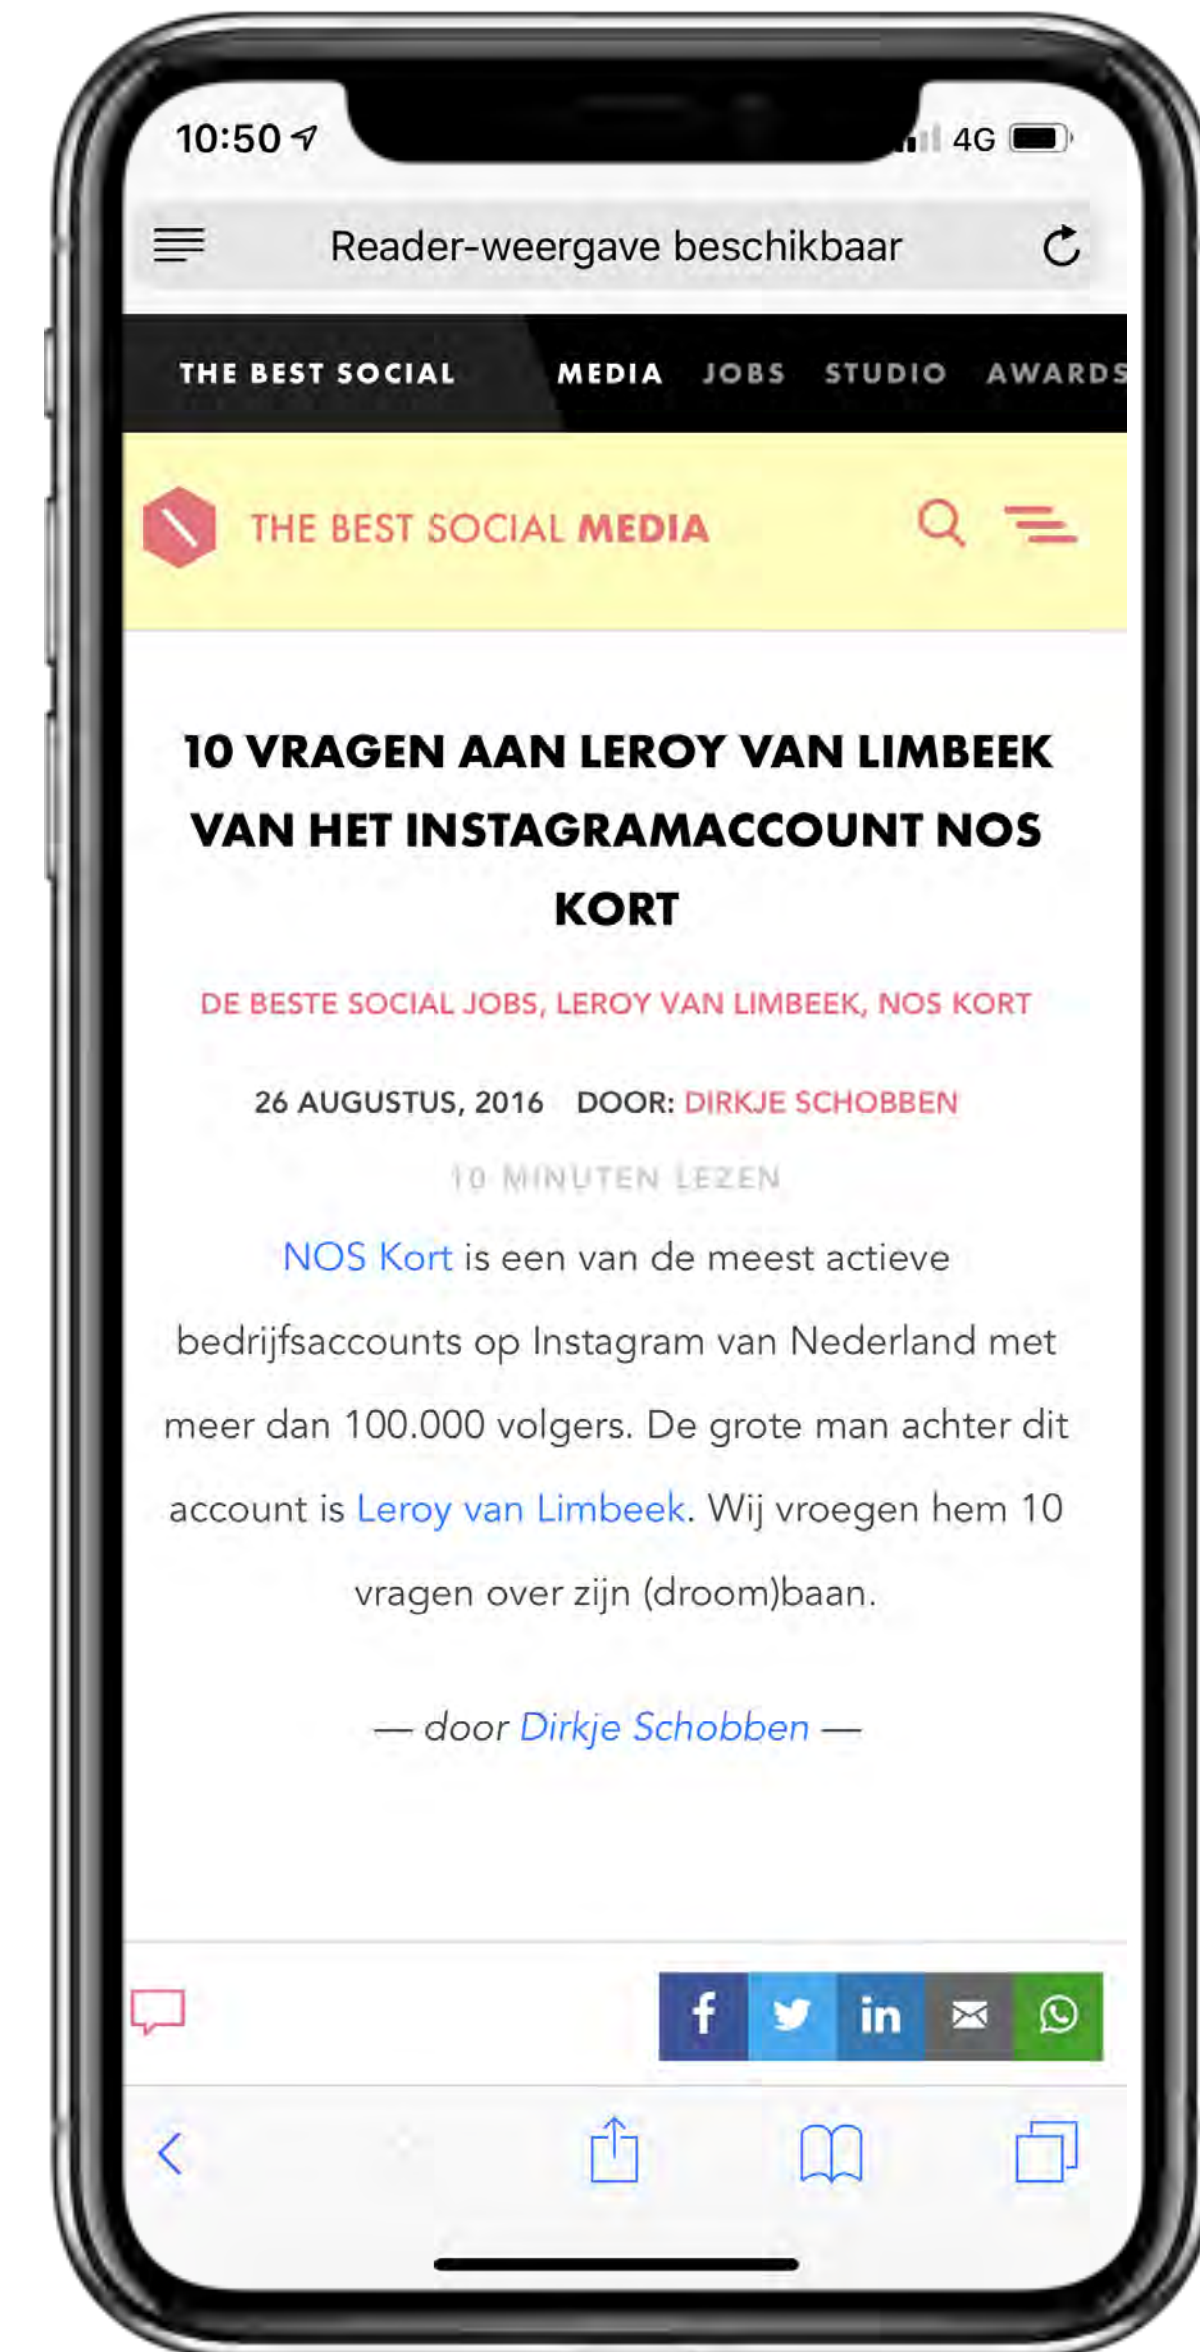 10:50
4G
Reader-weergave beschikbaar
THE BEST SOCIAL MEDIA JOBS STUDIO AWARDS
THE BEST SOCIAL MEDIA
10 VRAGEN AAN LEROY VAN LIMBEEK
VAN HET INSTAGRAMACCOUNT NOS
KORT
DE BESTE SOCIAL JOBS, LEROY VAN LIMBEEK, NOS KORT
26 AUGUSTUS, 2016 DOOR: DIRKJE SCHOBBEN
10 MINUTEN LEZEN
NOS Kort is een van de meest actieve
bedrijfsaccounts op Instagram van Nederland met
meer dan 100.000 volgers. De grote man achter dit
account is Leroy van Limbeek. Wij vroegen hem 10
vragen over zijn (droom)baan.
— door Dirkje Schobben —
f
in